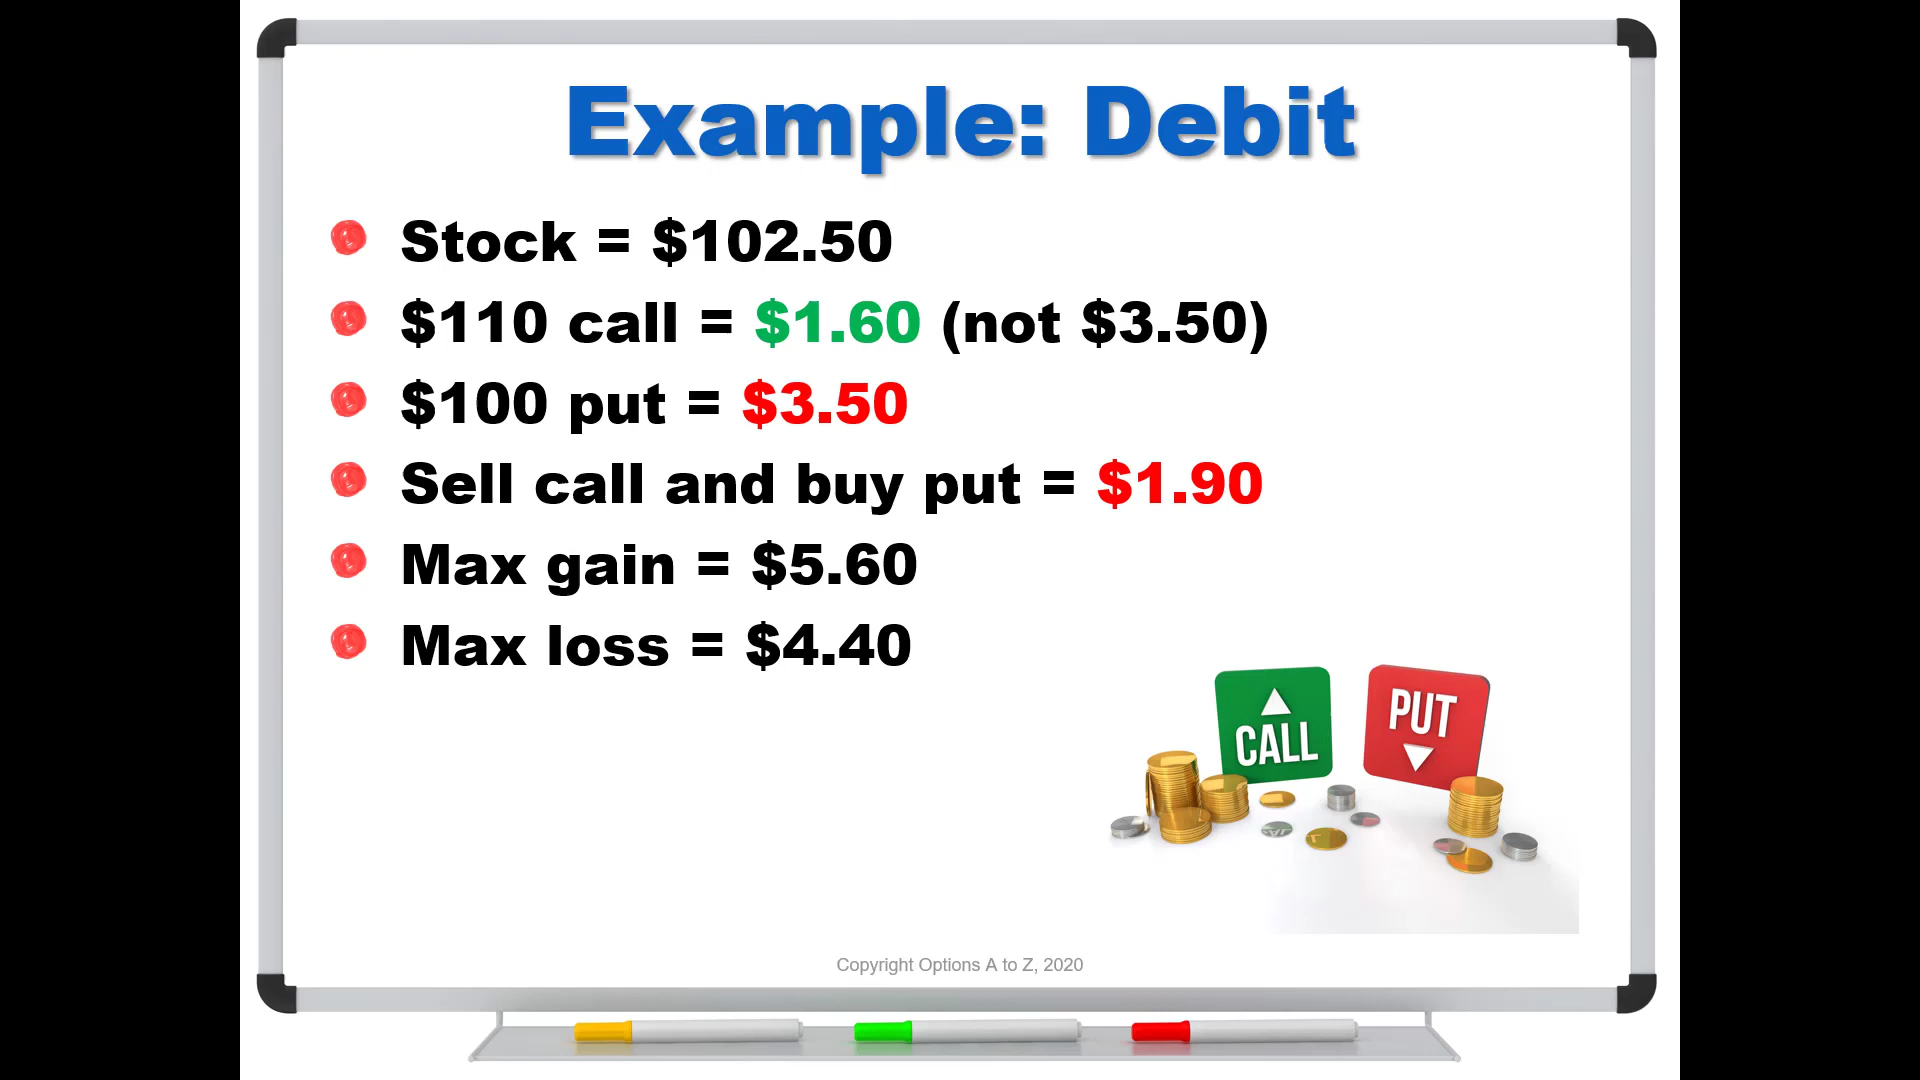 Example: Debit
Stock = $102.50
$110 call = $1.60 (not $3.50)
$100 put = $3.50
Sell call and buy put = $1.90
Max gain = $5.60
Max loss = $4.40
CALL
PUT
Copyright Options A to Z, 2020